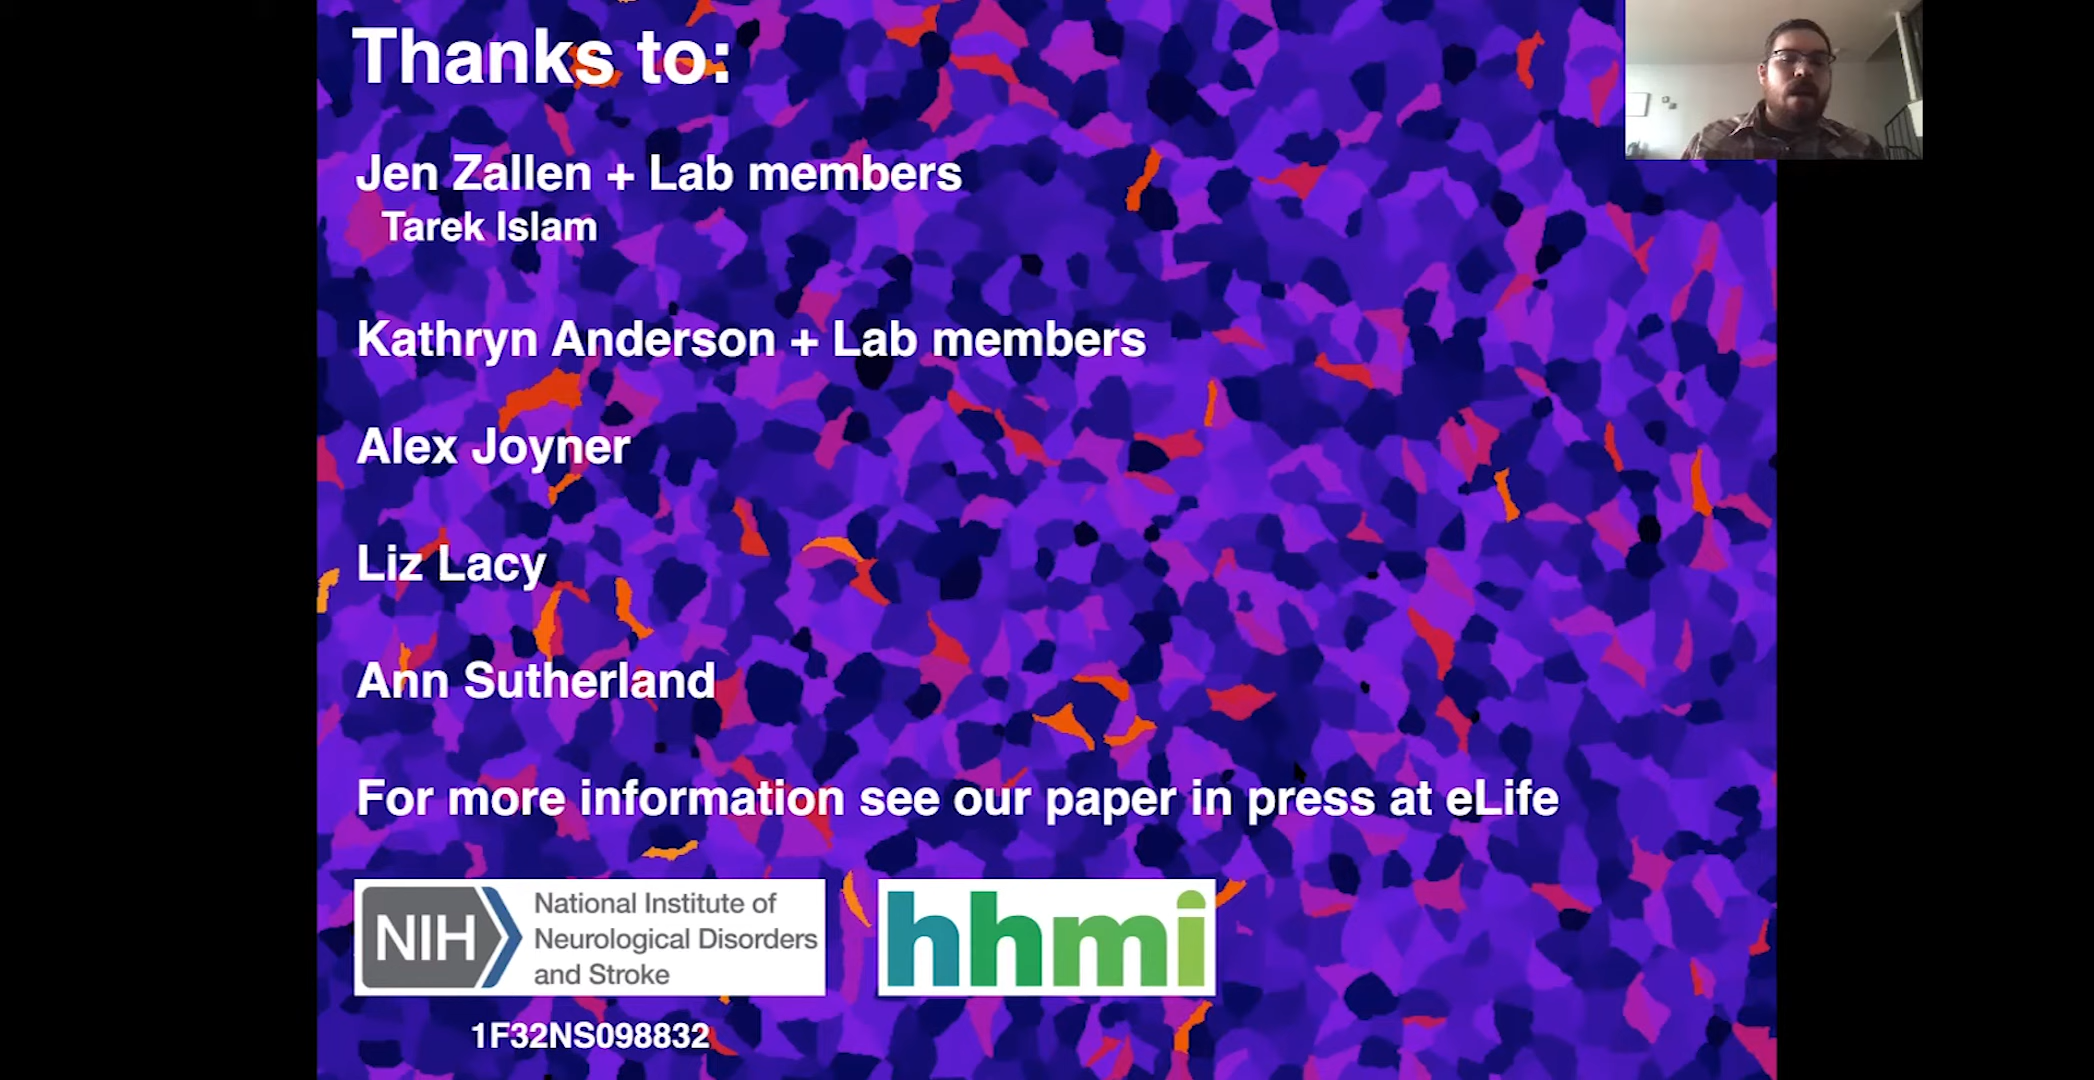 Thanks to:
Jen Zallen + Lab members
Tarek Islam
Kathryn Anderson + Lab members
Alex Joyner
Liz Lacy
Ann Sutherland
For more information see our paper in press at eLife
NIH
National Institute of
Neurological Disorders
and Stroke
hhmi
1F32NS098832